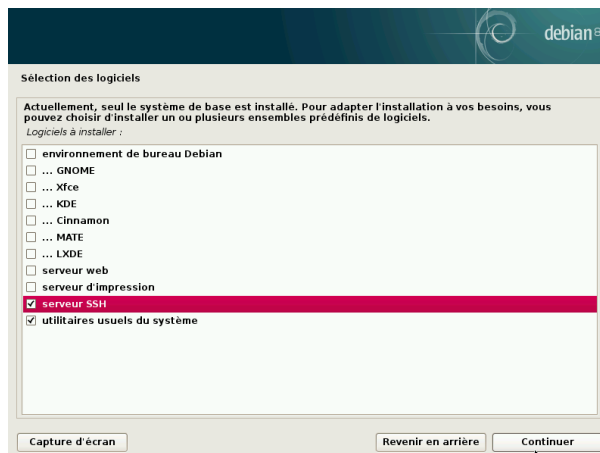 debian 8
Sélection des logiciels
Actuellement, seul le système de base est installé. Pour adapter l'installation à vos besoins, vous
pouvez choisir d'installer un ou plusieurs ensembles prédéfinis de logiciels.
Logiciels à installer :
environnement de bureau Debian
... GNOME
... Xfce
... KDE
... Cinnamon
... MATE
... LXDE
serveur web
serveur d'impression
serveur SSH
utilitaires usuels du système
Capture d'écran
Revenir en arrière
Continuer